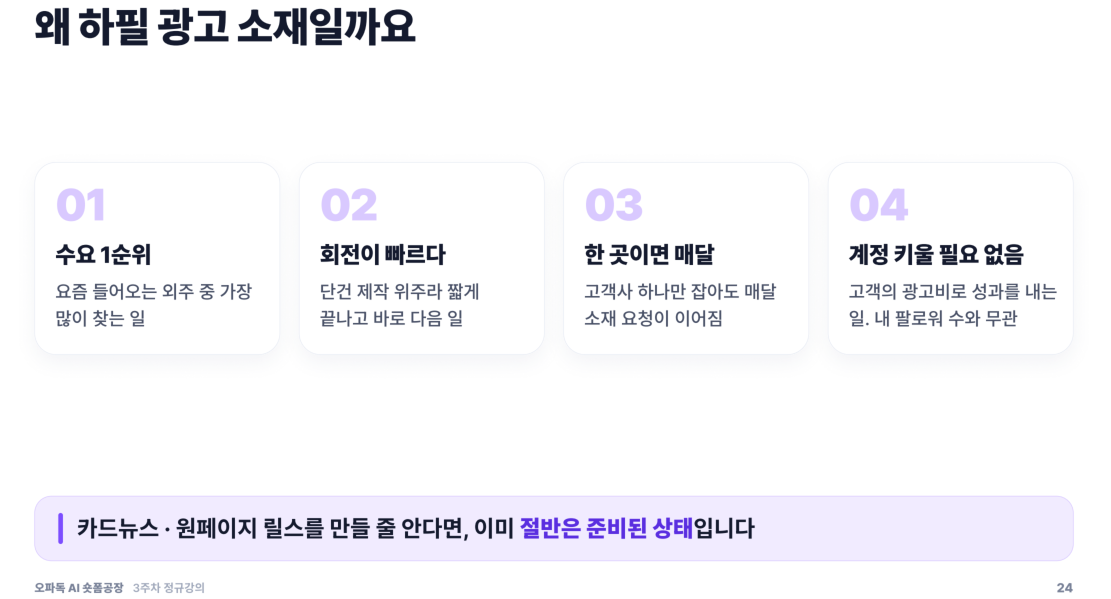 왜 하필 광고 소재일까요
01
수요 1순위
요즘 들어오는 외주 중 가장
많이 찾는 일
02
회전이 빠르다
단건 제작 위주라 짧게
끝나고 바로 다음 일
03
한 곳이면 매달
고객사 하나만 잡아도 매달
소재 요청이 이어짐
04
계정 키울 필요 없음
고객의 광고비로 성과를 내는
일. 내 팔로워 수와 무관
카드뉴스 · 원페이지 릴스를 만들 줄 안다면, 이미 절반은 준비된 상태입니다
오파독 AI 숏폼공장 3주차 정규강의
24